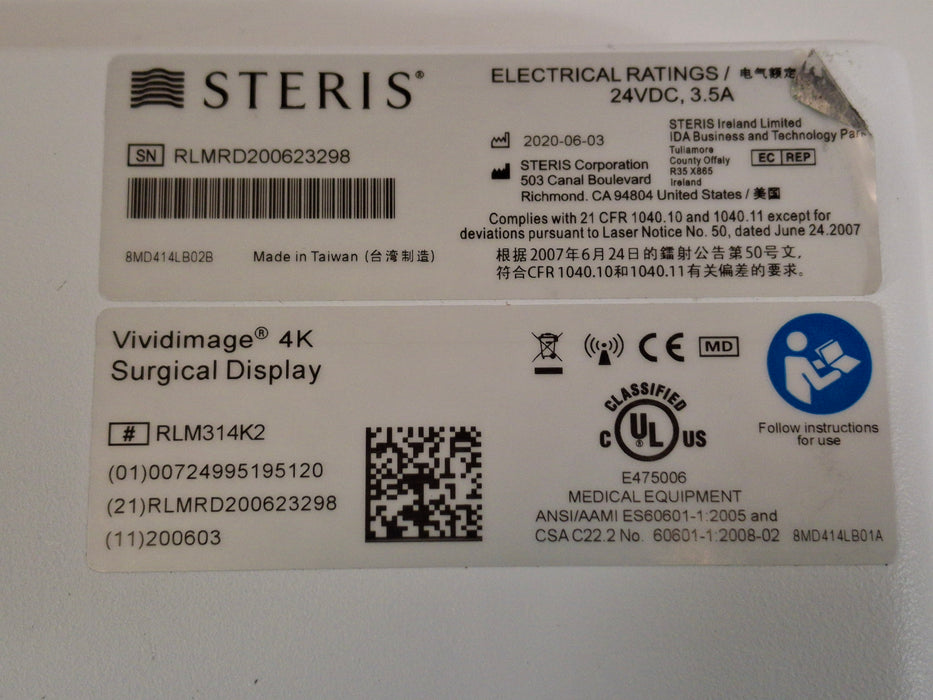 STERIS®
SN RLMRD200623298
8MD414LB02B Made in Taiwan (台湾制造)
ELECTRICAL RATINGS / 电气额定
24VDC, 3.5A
2020-06-03
STERIS Corporation
503 Canal Boulevard
Richmond. CA 94804 United States / 美国
STERIS Ireland Limited
IDA Business and Technology
Tullamore
County Offaly
R35 X865
Ireland
EC REP
Complies with 21 CFR 1040.10 and 1040.11 except for
deviations pursuant to Laser Notice No. 50, dated June 24.2007
根据2007年6月24日的镭射公告第50号文,
符合CFR 1040.10和1040.11有关偏差的要求。
Vividimage® 4K
Surgical Display
# RLM314K2
(01)00724995195120
(21)RLMRD200623298
(11)200603
CE MD
CLASSIFIED
C UL® US
E475006
MEDICAL EQUIPMENT
ANSI/AAMI ES60601-1:2005 and
CSA C22.2 No. 60601-1:2008-02 8MD414LB01A
Follow instructions
for use